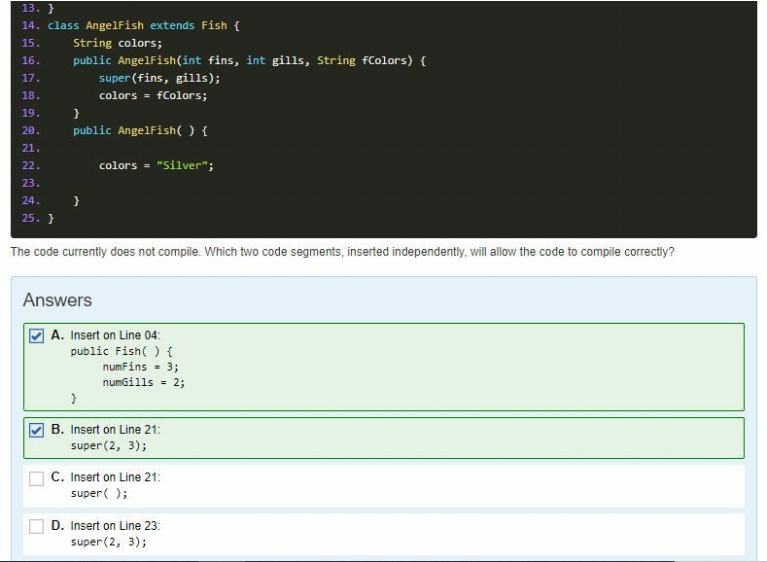 13. }
14. class AngelFish extends Fish {
15.     String colors;
16.     public AngelFish(int fins, int gills, String fColors) {
17.         super(fins, gills);
18.         colors = fColors;
19.     }
20.     public AngelFish( ) {
21.
22.         colors = "Silver";
23.
24.     }
25. }
The code currently does not compile. Which two code segments, inserted independently, will allow the code to compile correctly?
Answers
A. Insert on Line 04:
public Fish( ) {
    numFins = 3;
    numGills = 2;
}
B. Insert on Line 21:
super(2, 3);
C. Insert on Line 21:
super( );
D. Insert on Line 23:
super(2, 3);